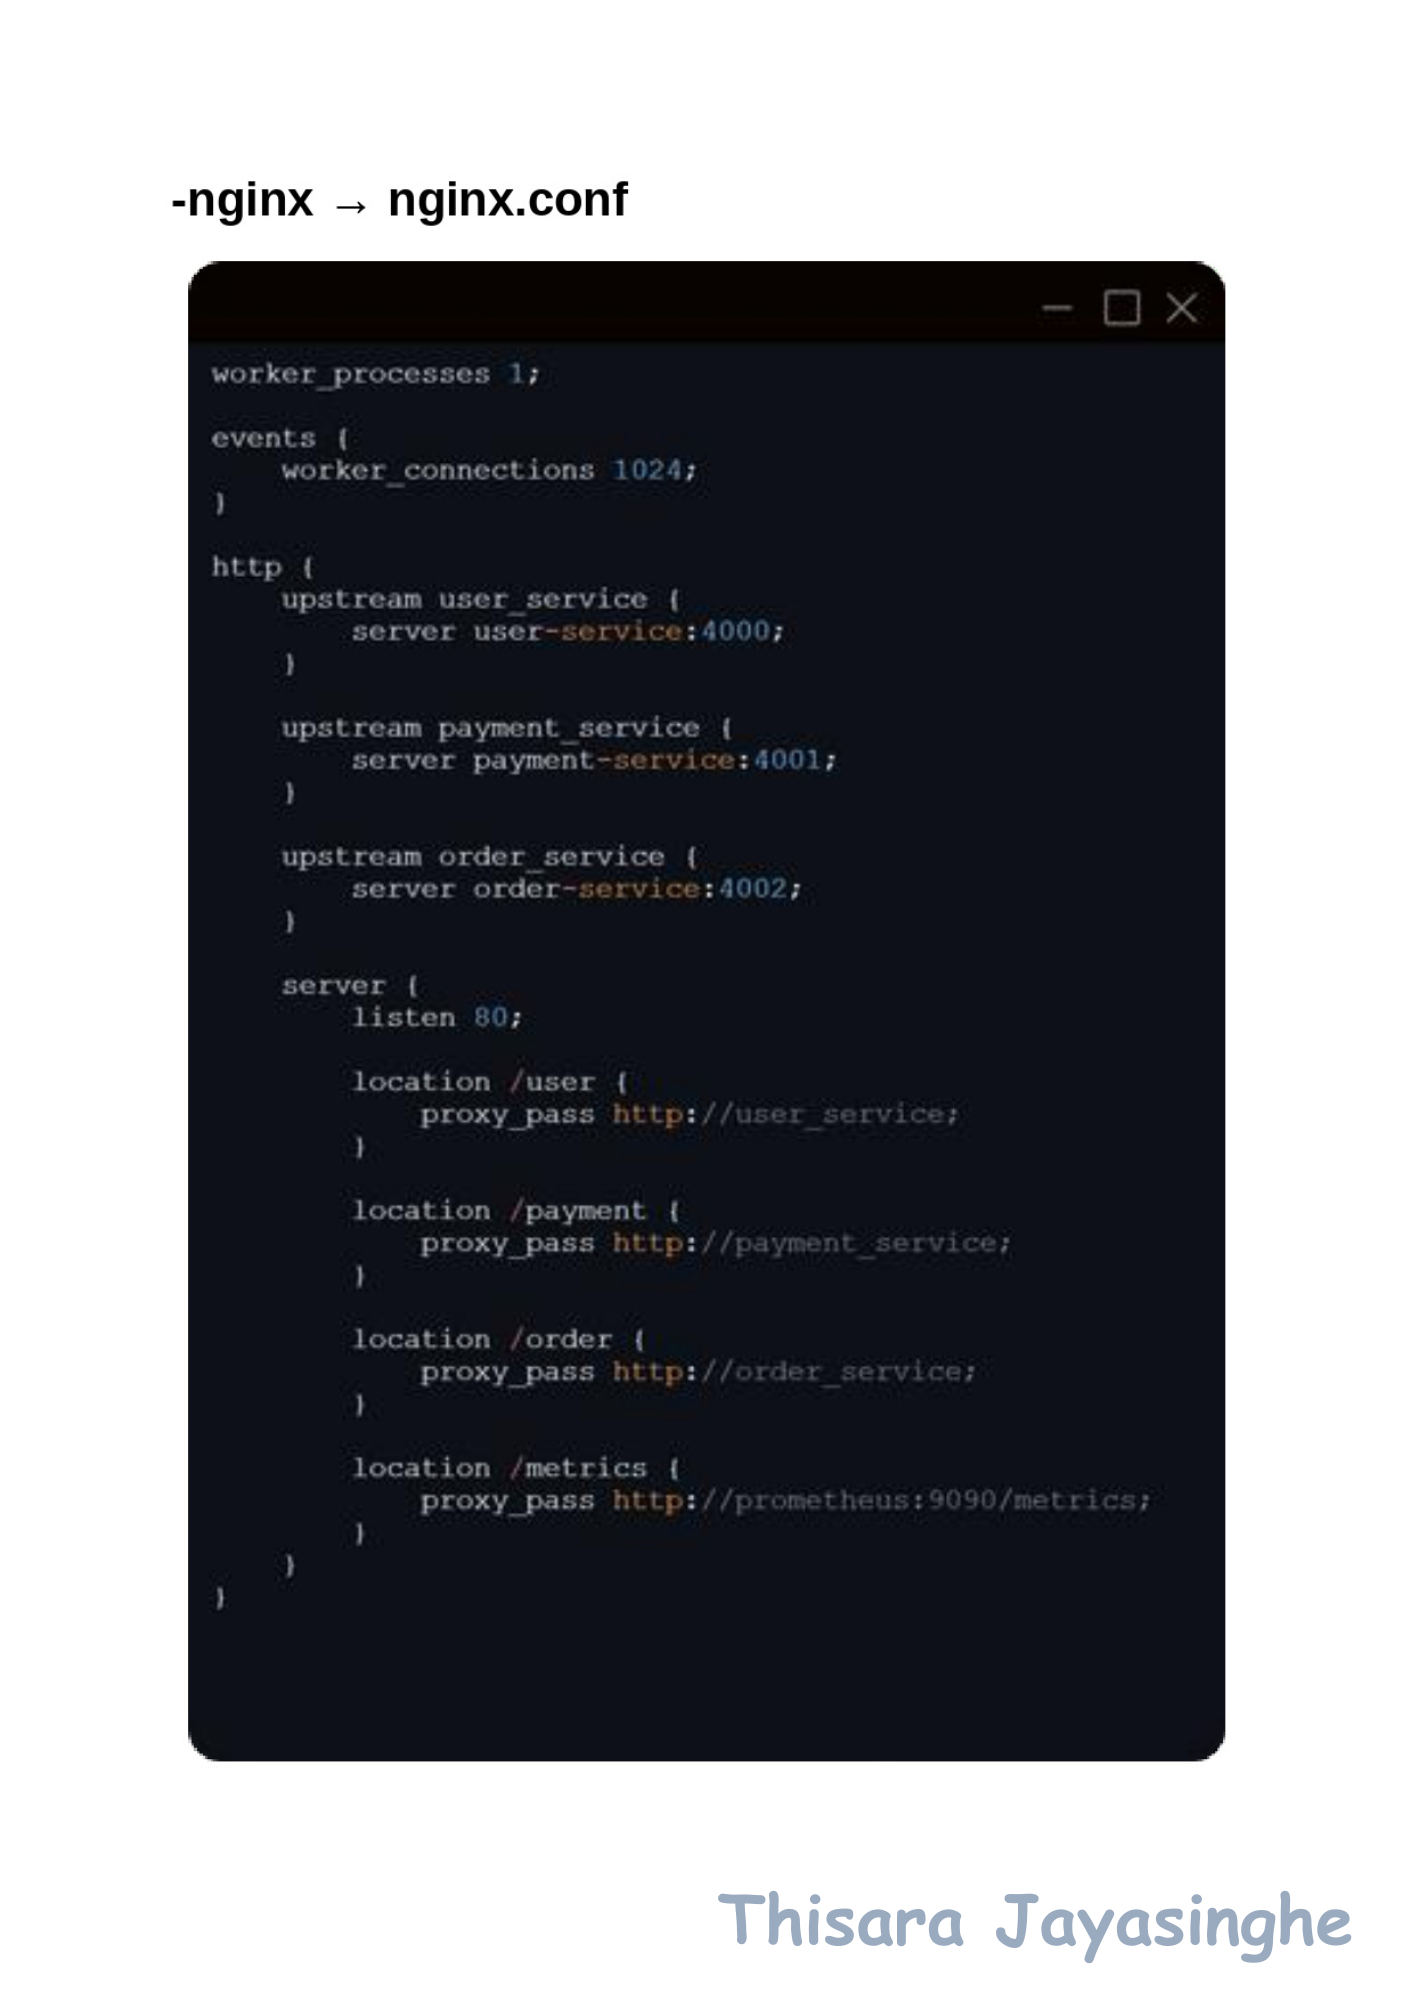 -nginx → nginx.conf
worker_processes 1;
events {
worker_connections 1024;
}
http {
upstream user_service {
server user-service:4000;
}
upstream payment_service {
server payment-service:4001;
}
upstream order_service {
server order-service:4002;
}
server {
listen 80;
location /user {
proxy_pass http://user_service;
}
location /payment {
proxy_pass http://payment_service;
}
location /order {
proxy_pass http://order_service;
}
location /metrics {
proxy_pass http://prometheus:9090/metrics;
}
}
}
Thisara Jayasinghe